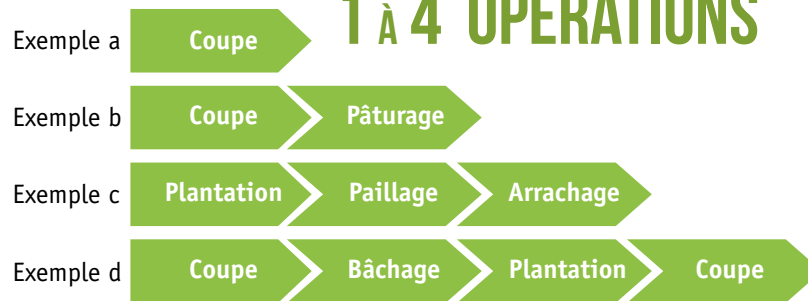 1 À 4 OPÉRATIONS
Exemple a Coupe
Exemple b Coupe Pâturage
Exemple c Plantation Paillage Arrachage
Exemple d Coupe Bâchage Plantation Coupe